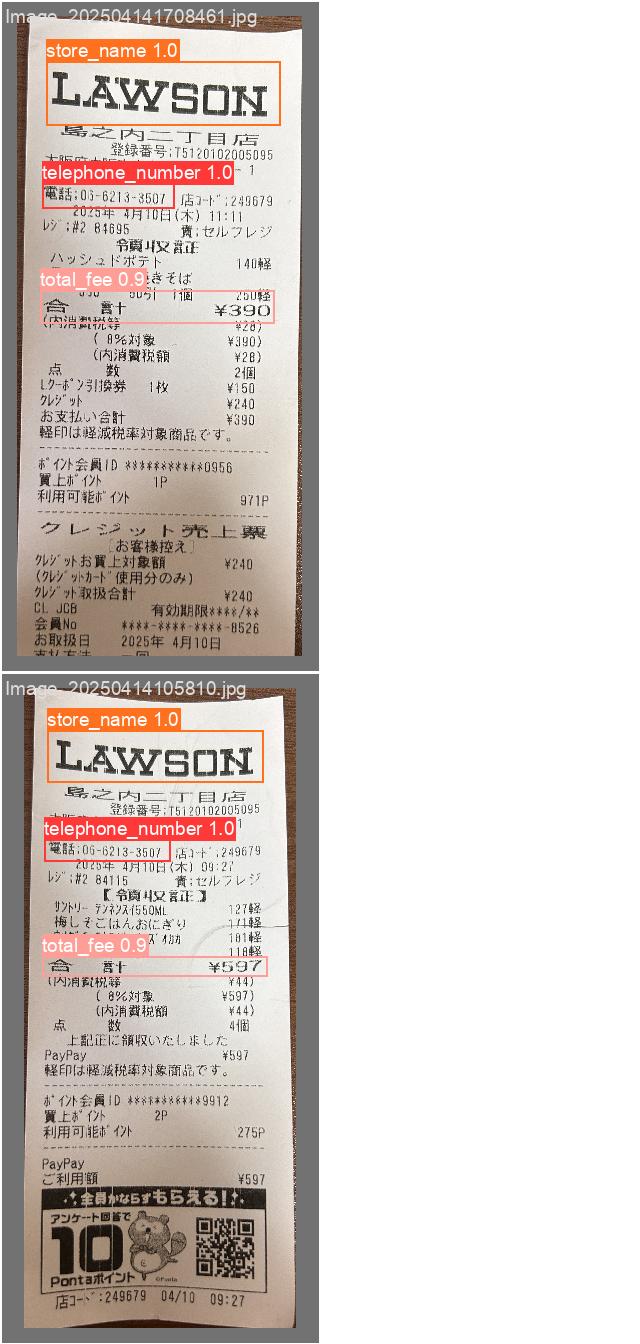 Image_202504141708461.jpg
store_name 1.0
LAWSON
島之内二丁目店
登録番号:T5120102005095
telephone_number 1.0
電話:06-6213-3507 店コード:249679
2025年 4月10日(木) 11:11
レジ:#2 84695 責:セルフレジ
領収証
ハッシュドポテト 140軽
total_fee 0.9
きそば
50引 1個 250軽
合 計 ¥390
(内消費税等 ¥28)
( 8%対象 ¥390)
(内消費税額 ¥28)
点 数 2個
Lクーポン引換券 1枚 ¥150
クレジット ¥240
お支払い合計 ¥390
軽印は軽減税率対象商品です。
ポイント会員ID ***********0956
買上ポイント 1P
利用可能ポイント 971P
クレジット売上票
[お客様控え]
クレジットお買上対象額 ¥240
(クレジットカード使用分のみ)
クレジット取扱合計 ¥240
CL JCB 有効期限****/**
会員No ****-****-****-8526
お取扱日 2025年 4月10日
支払方法 一回
Image_20250414105810.jpg
store_name 1.0
LAWSON
島之内二丁目店
登録番号:T5120102005095
telephone_number 1.0
電話:06-6213-3507 店コード:249679
2025年 4月10日(木) 09:27
レジ:#2 84115 責:セルフレジ
【領収証】
サントリー テンネンスイ550ML 127軽
梅しそごはんおにぎり 171軽
181軽
total_fee 0.9
118軽
合 計 ¥597
(内消費税等 ¥44)
( 8%対象 ¥597)
(内消費税額 ¥44)
点 数 4個
上記正に領収いたしました
PayPay ¥597
軽印は軽減税率対象商品です。
ポイント会員ID ***********9912
買上ポイント 2P
利用可能ポイント 275P
PayPay
ご利用額 ¥597
全員かならずもらえる!
アンケート回答で
10
Pontaポイント
©Ponta
店コード:249679 04/10 09:27